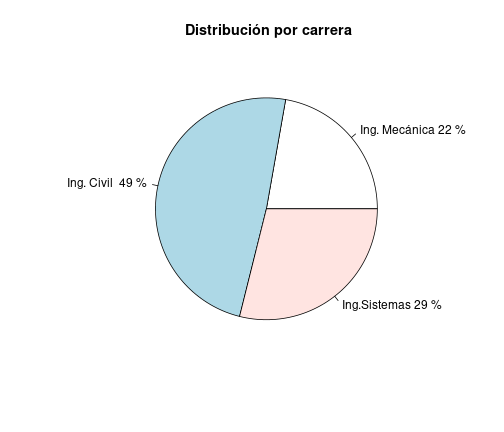 Distribución por carrera
Ing. Mecánica 22 %
Ing. Civil  49 %
Ing.Sistemas 29 %